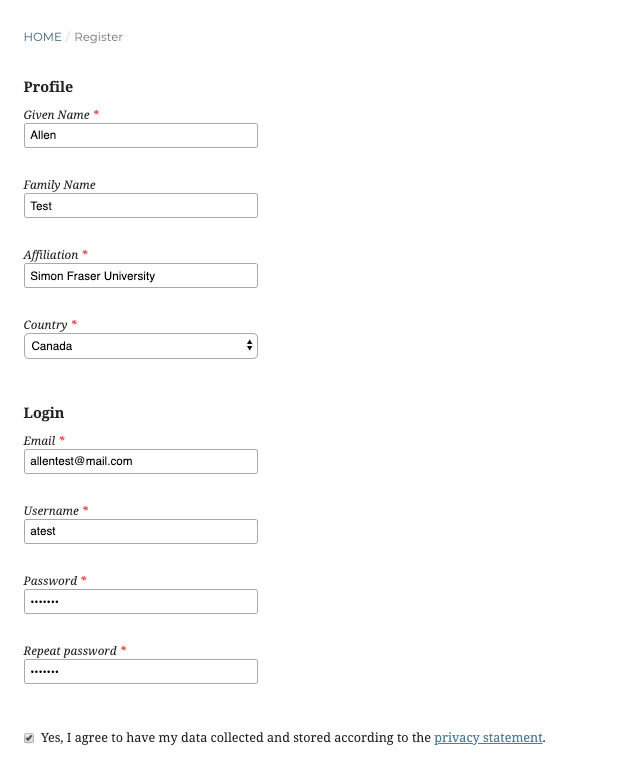 HOME / Register
Profile
Given Name *
Allen
Family Name
Test
Affiliation *
Simon Fraser University
Country *
Canada
Login
Email *
allentest@mail.com
Username *
atest
Password *
•••••••
Repeat password *
•••••••
Yes, I agree to have my data collected and stored according to the privacy statement.